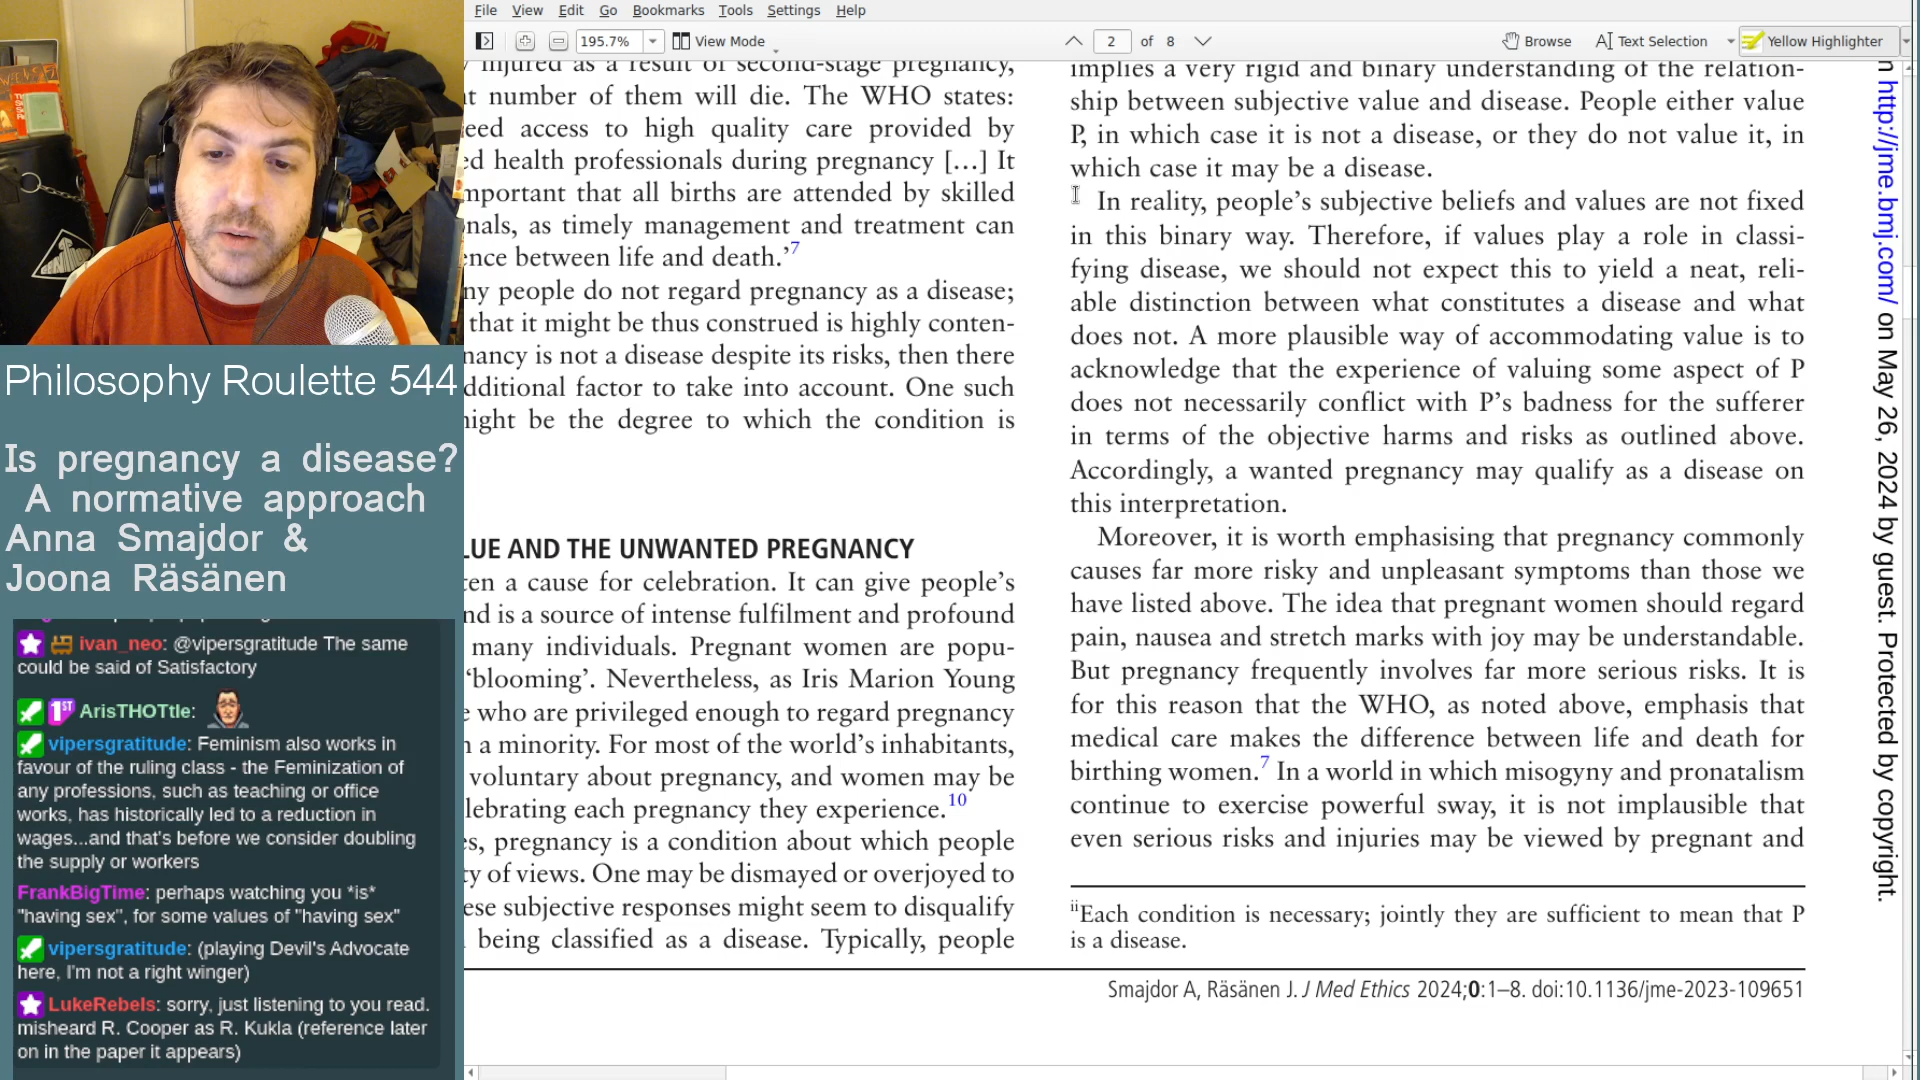 File View Edit Go Bookmarks Tools Settings Help
195.7% View Mode 2 of 8 Browse Text Selection Yellow Highlighter
injured as a result of second-stage pregnancy,
t number of them will die. The WHO states:
eed access to high quality care provided by
ed health professionals during pregnancy […] It
mportant that all births are attended by skilled
nals, as timely management and treatment can
ence between life and death.’7
ny people do not regard pregnancy as a disease;
that it might be thus construed is highly conten-
nancy is not a disease despite its risks, then there
dditional factor to take into account. One such
ight be the degree to which the condition is
LUE AND THE UNWANTED PREGNANCY
ten a cause for celebration. It can give people’s
nd is a source of intense fulfilment and profound
many individuals. Pregnant women are popu-
‘blooming’. Nevertheless, as Iris Marion Young
e who are privileged enough to regard pregnancy
n a minority. For most of the world’s inhabitants,
voluntary about pregnancy, and women may be
lebrating each pregnancy they experience.10
es, pregnancy is a condition about which people
ty of views. One may be dismayed or overjoyed to
ese subjective responses might seem to disqualify
being classified as a disease. Typically, people
implies a very rigid and binary understanding of the relation-
ship between subjective value and disease. People either value
P, in which case it is not a disease, or they do not value it, in
which case it may be a disease.
In reality, people’s subjective beliefs and values are not fixed
in this binary way. Therefore, if values play a role in classi-
fying disease, we should not expect this to yield a neat, reli-
able distinction between what constitutes a disease and what
does not. A more plausible way of accommodating value is to
acknowledge that the experience of valuing some aspect of P
does not necessarily conflict with P’s badness for the sufferer
in terms of the objective harms and risks as outlined above.
Accordingly, a wanted pregnancy may qualify as a disease on
this interpretation.
Moreover, it is worth emphasising that pregnancy commonly
causes far more risky and unpleasant symptoms than those we
have listed above. The idea that pregnant women should regard
pain, nausea and stretch marks with joy may be understandable.
But pregnancy frequently involves far more serious risks. It is
for this reason that the WHO, as noted above, emphasis that
medical care makes the difference between life and death for
birthing women.7 In a world in which misogyny and pronatalism
continue to exercise powerful sway, it is not implausible that
even serious risks and injuries may be viewed by pregnant and
iiEach condition is necessary; jointly they are sufficient to mean that P
is a disease.
Smajdor A, Räsänen J. J Med Ethics 2024;0:1–8. doi:10.1136/jme-2023-109651
n http://jme.bmj.com/ on May 26, 2024 by guest. Protected by copyright.
Philosophy Roulette 544
Is pregnancy a disease?
A normative approach
Anna Smajdor &
Joona Räsänen
ivan_neo: @vipersgratitude The same
could be said of Satisfactory
1ST ArisTHOTtle:
vipersgratitude: Feminism also works in
favour of the ruling class - the Feminization of
any professions, such as teaching or office
works, has historically led to a reduction in
wages...and that's before we consider doubling
the supply or workers
FrankBigTime: perhaps watching you *is*
"having sex", for some values of "having sex"
vipersgratitude: (playing Devil's Advocate
here, I'm not a right winger)
LukeRebels: sorry, just listening to you read.
misheard R. Cooper as R. Kukla (reference later
on in the paper it appears)